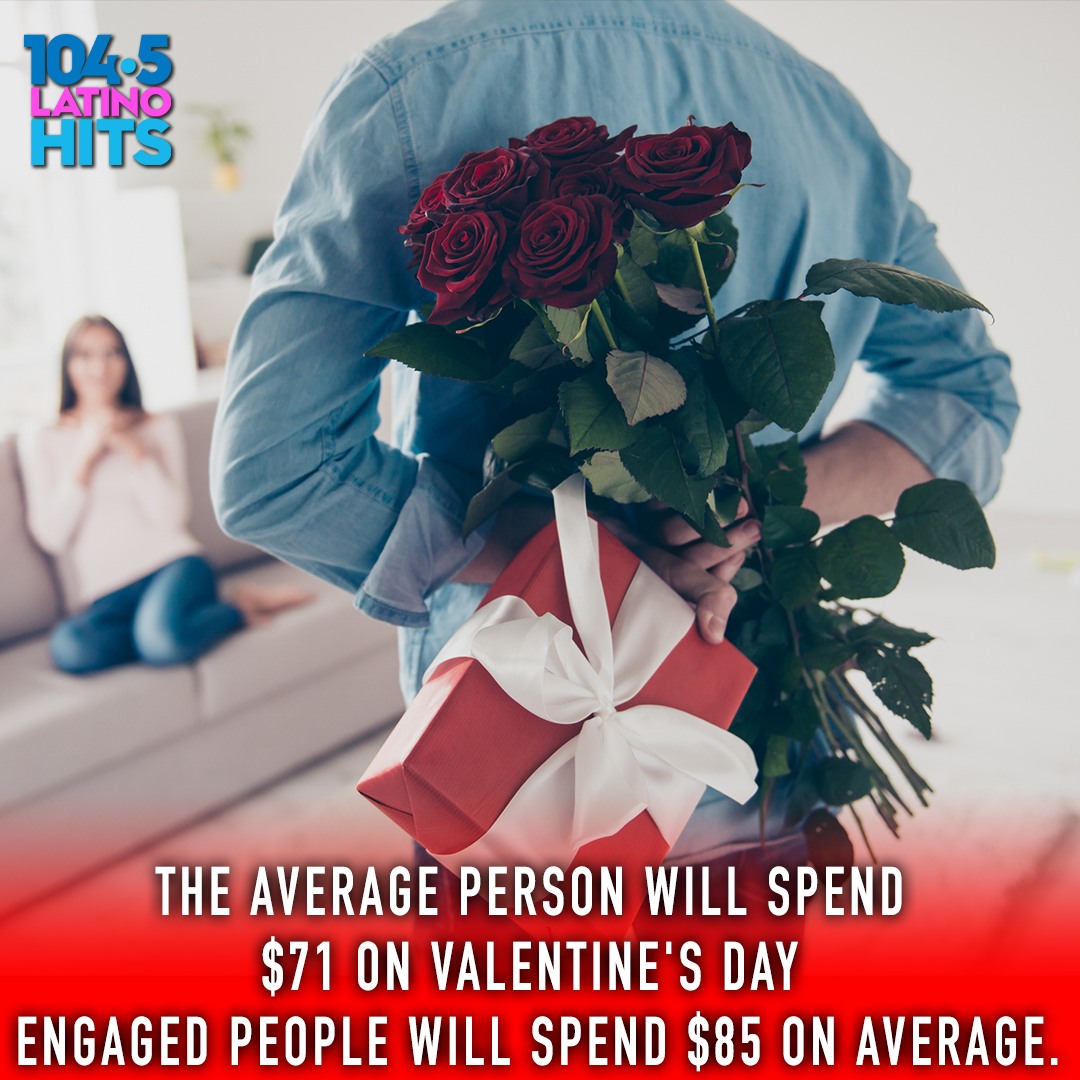 104.5
LATINO
HITS
THE AVERAGE PERSON WILL SPEND
$71 ON VALENTINE'S DAY
ENGAGED PEOPLE WILL SPEND $85 ON AVERAGE.